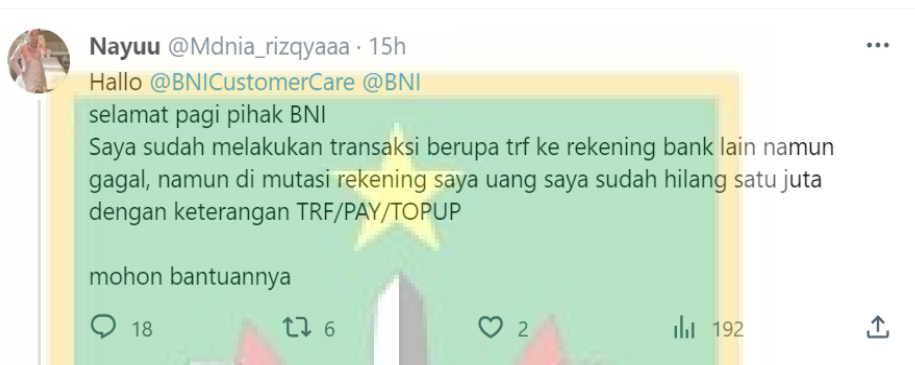 Nayuu @Mdnia_rizqyaaa · 15h
Hallo @BNICustomerCare @BNI
selamat pagi pihak BNI
Saya sudah melakukan transaksi berupa trf ke rekening bank lain namun
gagal, namun di mutasi rekening saya uang saya sudah hilang satu juta
dengan keterangan TRF/PAY/TOPUP
mohon bantuannya
18 6 2 192